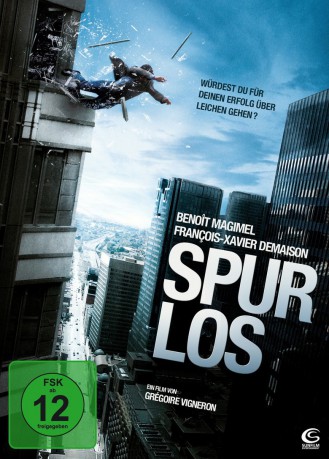 WÜRDEST DU FÜR
DEINEN ERFOLG ÜBER
LEICHEN GEHEN?
BENOÎT MAGIMEL
FRANÇOIS-XAVIER DEMAISON
SPUR
LOS
EIN FILM VON
GRÉGOIRE VIGNERON
FSK
ab
12
freigegeben
SUNFILM